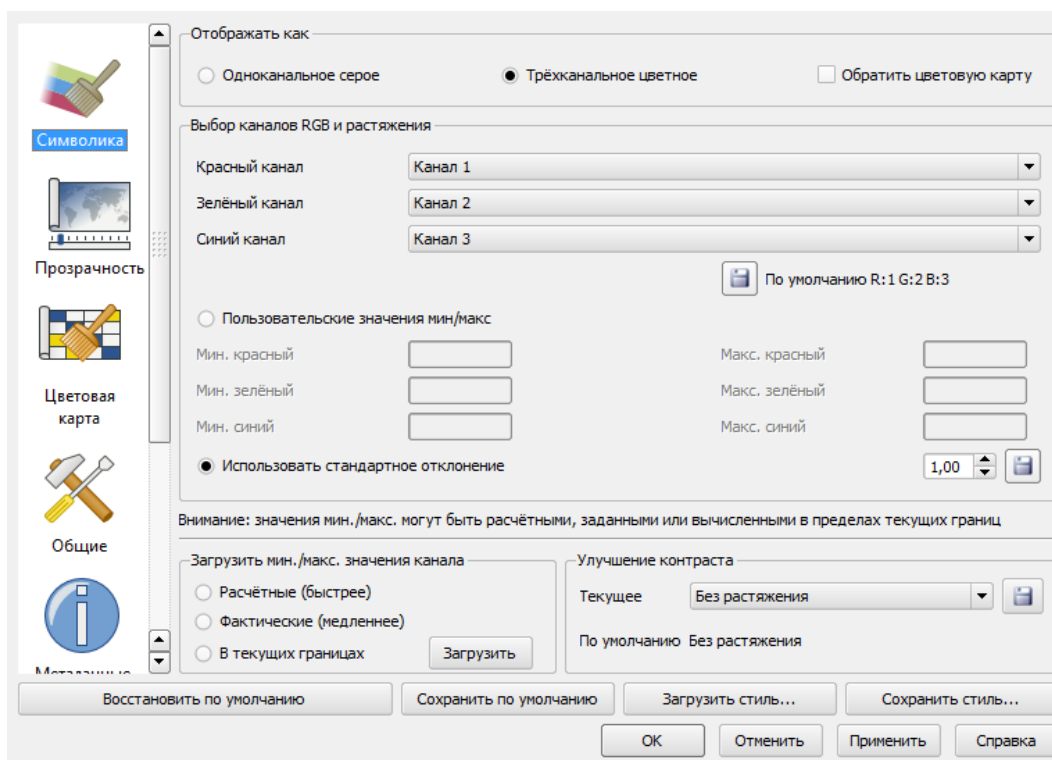 Символика
Прозрачность
Цветовая
карта
Общие
Метаданные
Отображать как
Одноканальное серое
Трёхканальное цветное
Обратить цветовую карту
Выбор каналов RGB и растяжения
Красный канал
Канал 1
Зелёный канал
Канал 2
Синий канал
Канал 3
По умолчанию R:1 G:2 B:3
Пользовательские значения мин/макс
Мин. красный
Макс. красный
Мин. зелёный
Макс. зелёный
Мин. синий
Макс. синий
Использовать стандартное отклонение
1,00
Внимание: значения мин./макс. могут быть расчётными, заданными или вычисленными в пределах текущих границ
Загрузить мин./макс. значения канала
Расчётные (быстрее)
Фактические (медленнее)
В текущих границах
Загрузить
Улучшение контраста
Текущее
Без растяжения
По умолчанию Без растяжения
Восстановить по умолчанию
Сохранить по умолчанию
Загрузить стиль...
Сохранить стиль...
OK
Отменить
Применить
Справка